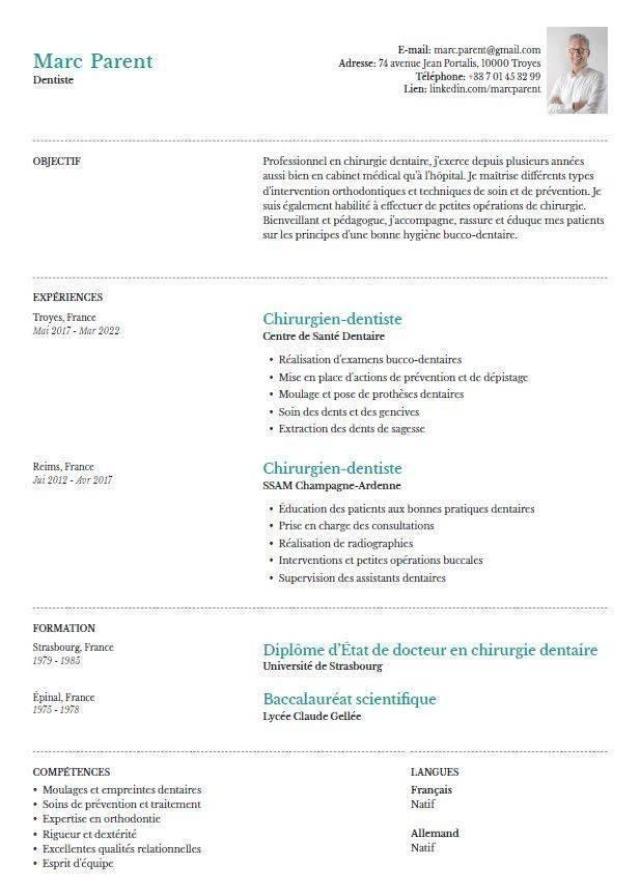 Marc Parent
Dentiste
E-mail: marc.parent@gmail.com
Adresse: 74 avenue Jean Portalis, 10000 Troyes
Téléphone: +33 7 01 45 32 99
Lien: linkedin.com/marcparent
OBJECTIF
Professionnel en chirurgie dentaire, j'exerce depuis plusieurs années
aussi bien en cabinet médical qu'à l'hôpital. Je maîtrise différents types
d'intervention orthodontiques et techniques de soin et de prévention. Je
suis également habilité à effectuer de petites opérations de chirurgie.
Bienveillant et pédagogue, j'accompagne, rassure et éduque mes patients
sur les principes d'une bonne hygiène bucco-dentaire.
EXPÉRIENCES
Troyes, France
Mai 2017 - Mar 2022
Chirurgien-dentiste
Centre de Santé Dentaire
• Réalisation d'examens bucco-dentaires
• Mise en place d'actions de prévention et de dépistage
• Moulage et pose de prothèses dentaires
• Soin des dents et des gencives
• Extraction des dents de sagesse
Reims, France
Jui 2012 - Avr 2017
Chirurgien-dentiste
SSAM Champagne-Ardenne
• Éducation des patients aux bonnes pratiques dentaires
• Prise en charge des consultations
• Réalisation de radiographies
• Interventions et petites opérations buccales
• Supervision des assistants dentaires
FORMATION
Strasbourg, France
1979 - 1985
Diplôme d'État de docteur en chirurgie dentaire
Université de Strasbourg
Épinal, France
1975 - 1978
Baccalauréat scientifique
Lycée Claude Gellée
COMPÉTENCES
• Moulages et empreintes dentaires
• Soins de prévention et traitement
• Expertise en orthodontie
• Rigueur et dextérité
• Excellentes qualités relationnelles
• Esprit d'équipe
LANGUES
Français
Natif
Allemand
Natif